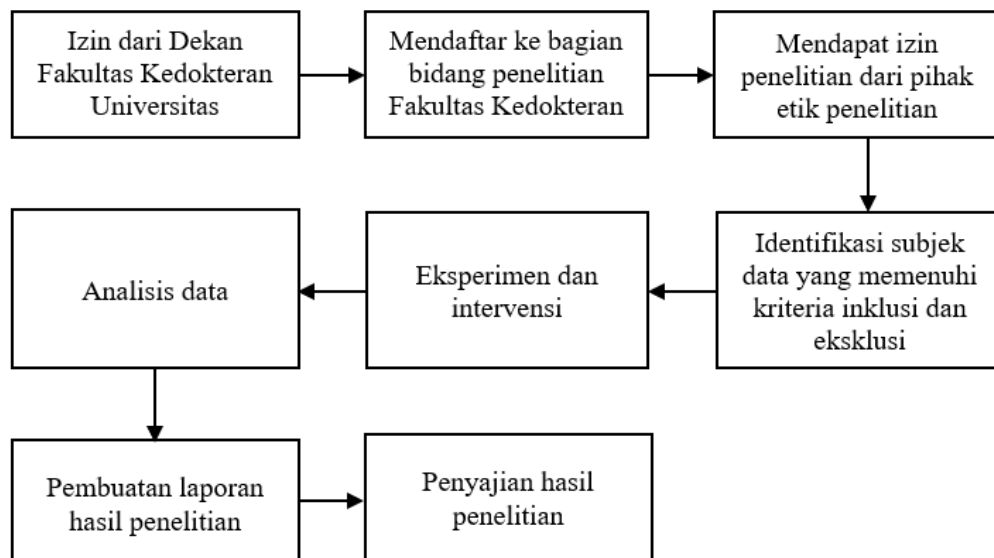 Izin dari Dekan
Fakultas Kedokteran
Universitas
Mendaftar ke bagian
bidang penelitian
Fakultas Kedokteran
Mendapat izin
penelitian dari pihak
etik penelitian
Identifikasi subjek
data yang memenuhi
kriteria inklusi dan
eksklusi
Eksperimen dan
intervensi
Analisis data
Pembuatan laporan
hasil penelitian
Penyajian hasil
penelitian